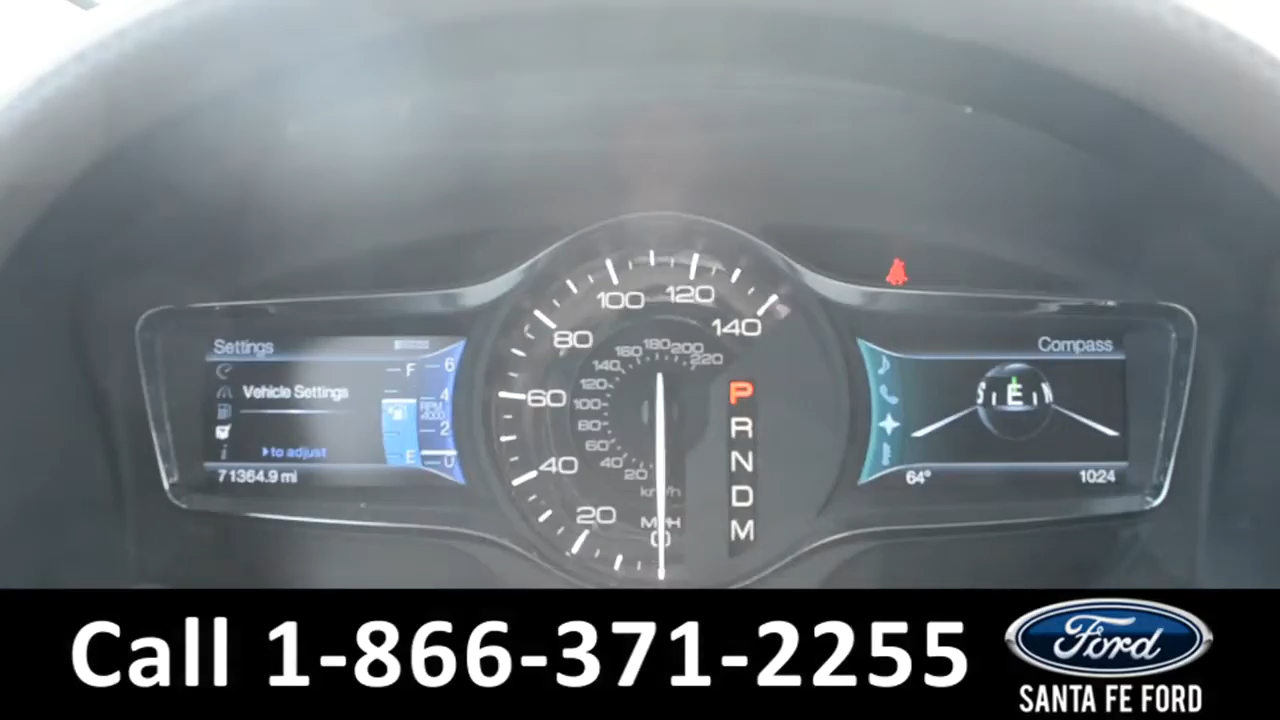 Settings
Vehicle Settings
to adjust
71364.9 mi
F
E
6
4
RPM
2
0
100
120
80
140
60
40
20
MPH
0
180
160
200
140
220
120
100
80
60
40
20
km/h
P
R
N
D
M
Compass
S E N
64°
10:24
Call 1-866-371-2255
Ford
SANTA FE FORD